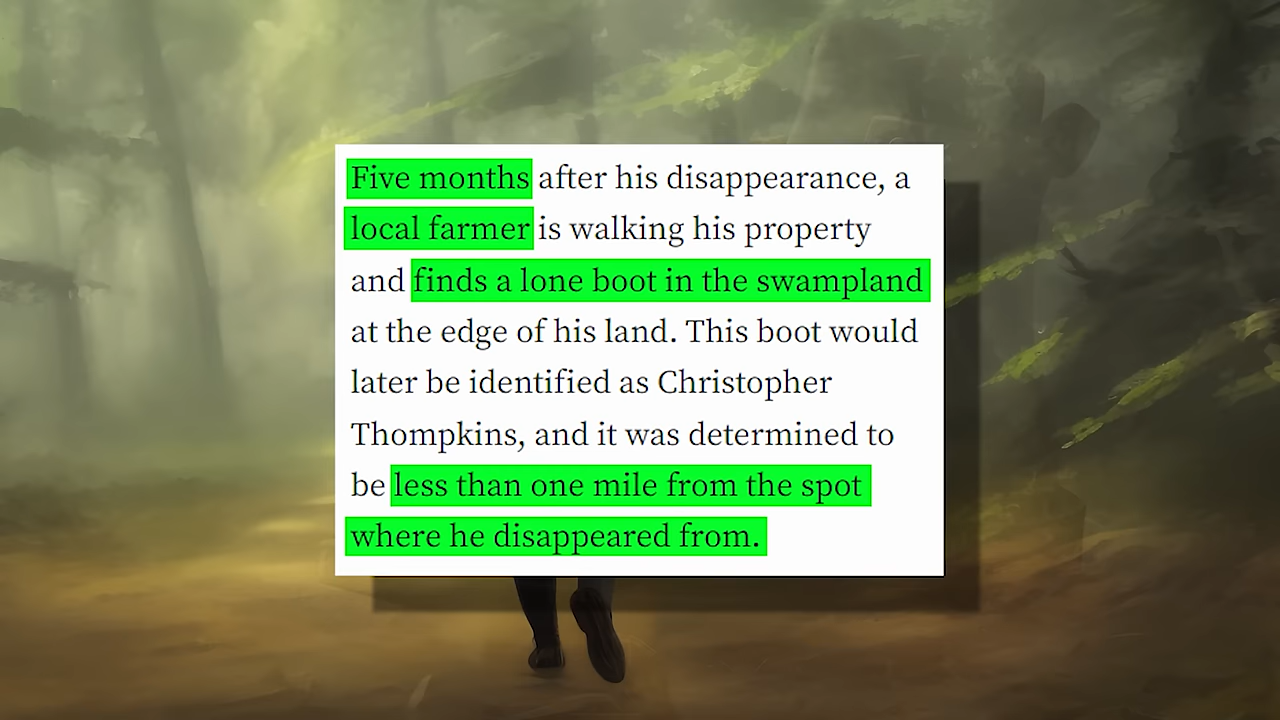 Five months after his disappearance, a
local farmer is walking his property
and finds a lone boot in the swampland
at the edge of his land. This boot would
later be identified as Christopher
Thompkins, and it was determined to
be less than one mile from the spot
where he disappeared from.